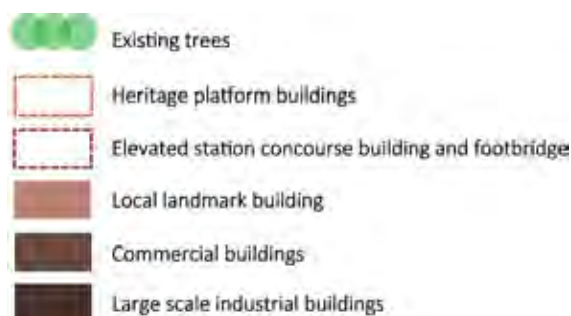 Existing trees
Heritage platform buildings
Elevated station concourse building and footbridge
Local landmark building
Commercial buildings
Large scale industrial buildings